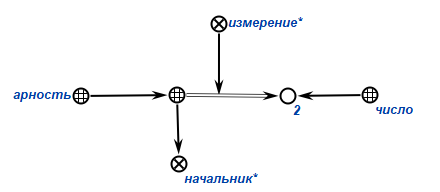 измерение*
арность
2
число
начальник*